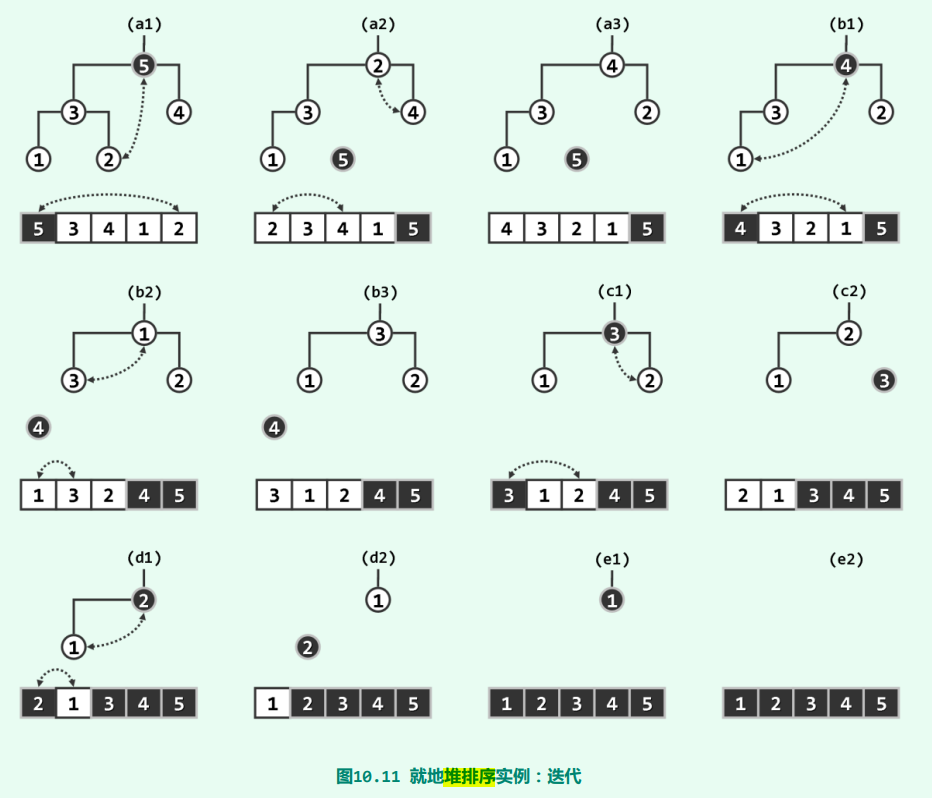 (a1) (a2) (a3) (b1)
5 2 4 4
3 4 3 4 3 2 3 2
1 2 1 5 1 5 1
5 3 4 1 2 2 3 4 1 5 4 3 2 1 5 4 3 2 1 5
(b2) (b3) (c1) (c2)
1 3 3 2
3 2 1 2 1 2 1 3
4 4
1 3 2 4 5 3 1 2 4 5 3 1 2 4 5 2 1 3 4 5
(d1) (d2) (e1) (e2)
2 1 1
1 2
2 1 3 4 5 1 2 3 4 5 1 2 3 4 5 1 2 3 4 5
图10.11 就地堆排序实例：迭代